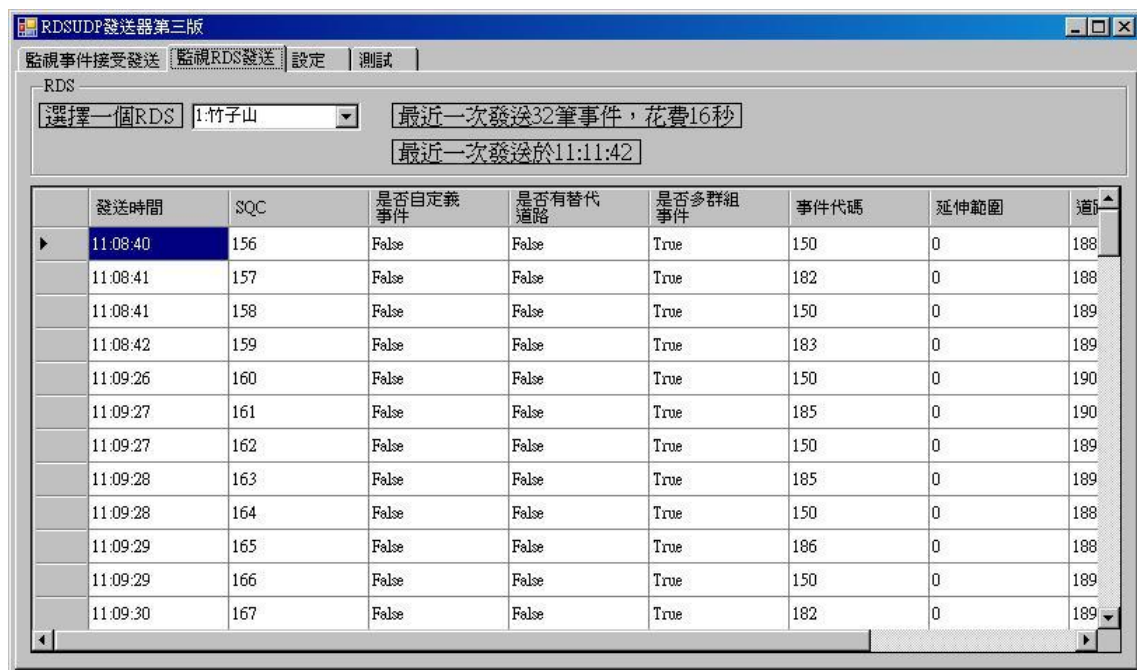 RDSUDP發送器第三版
監視事件接受發送 監視RDS發送 設定 測試
RDS
選擇一個RDS 1:竹子山 最近一次發送32筆事件，花費16秒
最近一次發送於11:11:42
發送時間 SQC 是否自定義事件 是否有替代道路 是否多群組事件 事件代碼 延伸範圍 道
11:08:40 156 False False True 150 0 188
11:08:41 157 False False True 182 0 188
11:08:41 158 False False True 150 0 189
11:08:42 159 False False True 183 0 189
11:09:26 160 False False True 150 0 190
11:09:27 161 False False True 185 0 190
11:09:27 162 False False True 150 0 189
11:09:28 163 False False True 185 0 189
11:09:28 164 False False True 150 0 188
11:09:29 165 False False True 186 0 188
11:09:29 166 False False True 150 0 189
11:09:30 167 False False True 182 0 189